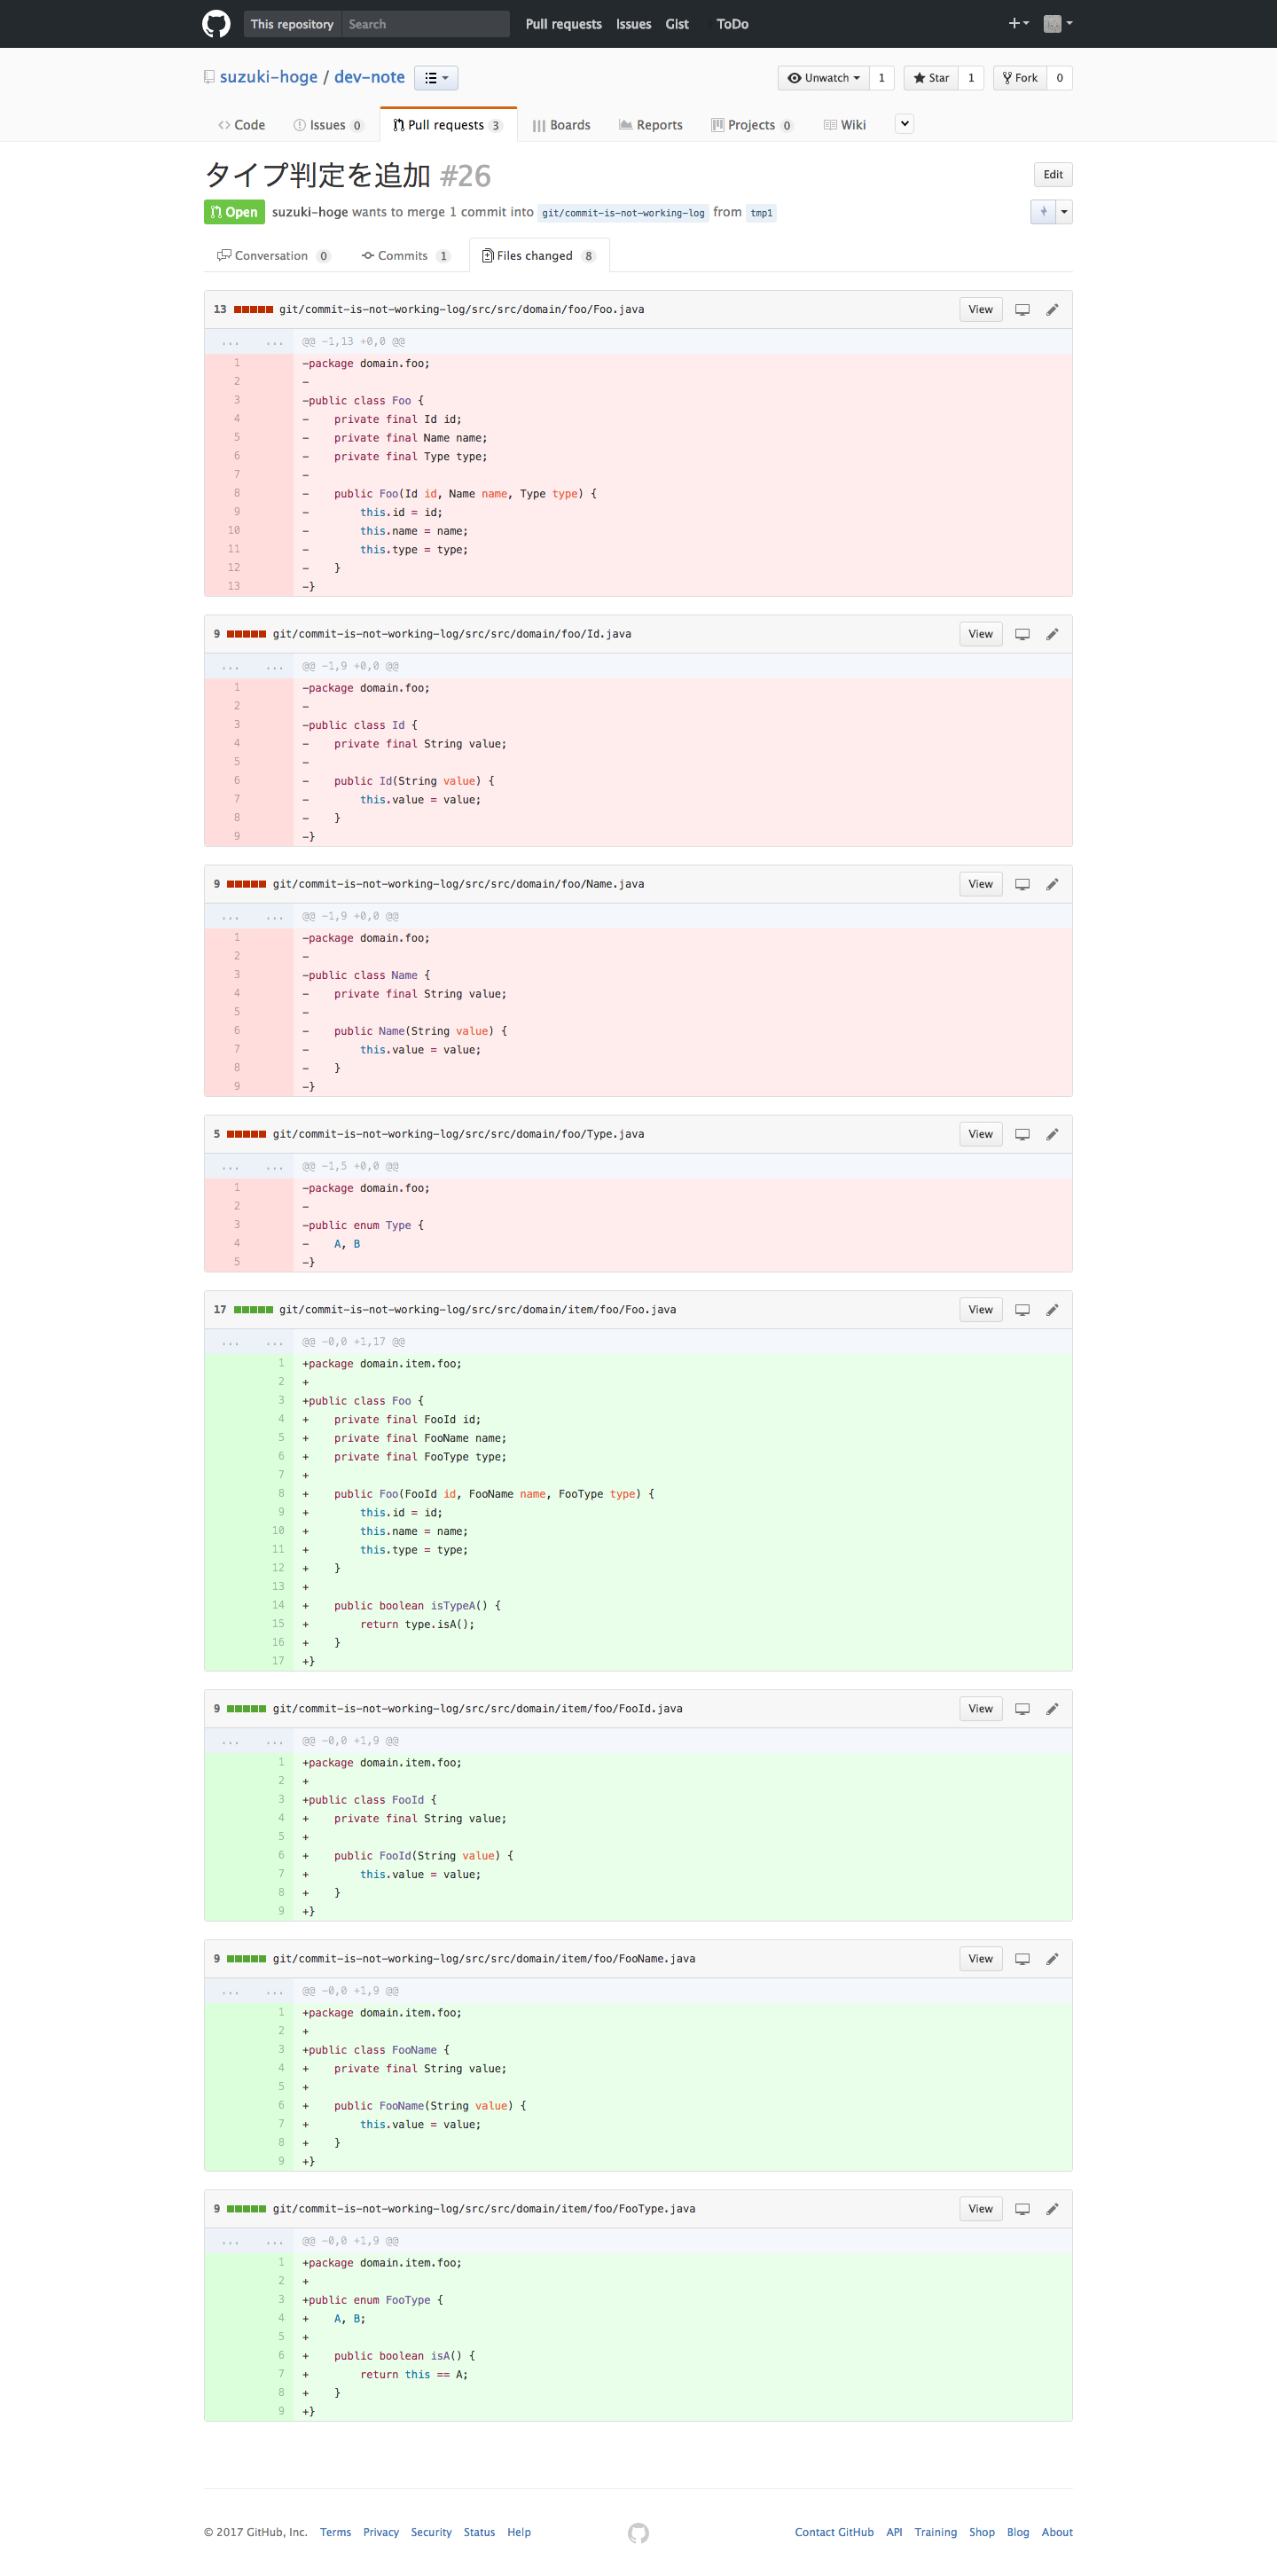 This repository Search Pull requests Issues Gist ToDo
suzuki-hoge / dev-note Unwatch 1 Star 1 Fork 0
Code Issues 0 Pull requests 3 Boards Reports Projects 0 Wiki
タイプ判定を追加 #26 Edit
Open suzuki-hoge wants to merge 1 commit into git/commit-is-not-working-log from tmp1
Conversation 0 Commits 1 Files changed 8
13 git/commit-is-not-working-log/src/src/domain/foo/Foo.java View
... ... @@ -1,13 +0,0 @@
1 -package domain.foo;
2 -
3 -public class Foo {
4 -    private final Id id;
5 -    private final Name name;
6 -    private final Type type;
7 -
8 -    public Foo(Id id, Name name, Type type) {
9 -        this.id = id;
10 -        this.name = name;
11 -        this.type = type;
12 -    }
13 -}
9 git/commit-is-not-working-log/src/src/domain/foo/Id.java View
... ... @@ -1,9 +0,0 @@
1 -package domain.foo;
2 -
3 -public class Id {
4 -    private final String value;
5 -
6 -    public Id(String value) {
7 -        this.value = value;
8 -    }
9 -}
9 git/commit-is-not-working-log/src/src/domain/foo/Name.java View
... ... @@ -1,9 +0,0 @@
1 -package domain.foo;
2 -
3 -public class Name {
4 -    private final String value;
5 -
6 -    public Name(String value) {
7 -        this.value = value;
8 -    }
9 -}
5 git/commit-is-not-working-log/src/src/domain/foo/Type.java View
... ... @@ -1,5 +0,0 @@
1 -package domain.foo;
2 -
3 -public enum Type {
4 -    A, B
5 -}
17 git/commit-is-not-working-log/src/src/domain/item/foo/Foo.java View
... ... @@ -0,0 +1,17 @@
1 +package domain.item.foo;
2 +
3 +public class Foo {
4 +    private final FooId id;
5 +    private final FooName name;
6 +    private final FooType type;
7 +
8 +    public Foo(FooId id, FooName name, FooType type) {
9 +        this.id = id;
10 +        this.name = name;
11 +        this.type = type;
12 +    }
13 +
14 +    public boolean isTypeA() {
15 +        return type.isA();
16 +    }
17 +}
9 git/commit-is-not-working-log/src/src/domain/item/foo/FooId.java View
... ... @@ -0,0 +1,9 @@
1 +package domain.item.foo;
2 +
3 +public class FooId {
4 +    private final String value;
5 +
6 +    public FooId(String value) {
7 +        this.value = value;
8 +    }
9 +}
9 git/commit-is-not-working-log/src/src/domain/item/foo/FooName.java View
... ... @@ -0,0 +1,9 @@
1 +package domain.item.foo;
2 +
3 +public class FooName {
4 +    private final String value;
5 +
6 +    public FooName(String value) {
7 +        this.value = value;
8 +    }
9 +}
9 git/commit-is-not-working-log/src/src/domain/item/foo/FooType.java View
... ... @@ -0,0 +1,9 @@
1 +package domain.item.foo;
2 +
3 +public enum FooType {
4 +    A, B;
5 +
6 +    public boolean isA() {
7 +        return this == A;
8 +    }
9 +}
© 2017 GitHub, Inc. Terms Privacy Security Status Help Contact GitHub API Training Shop Blog About